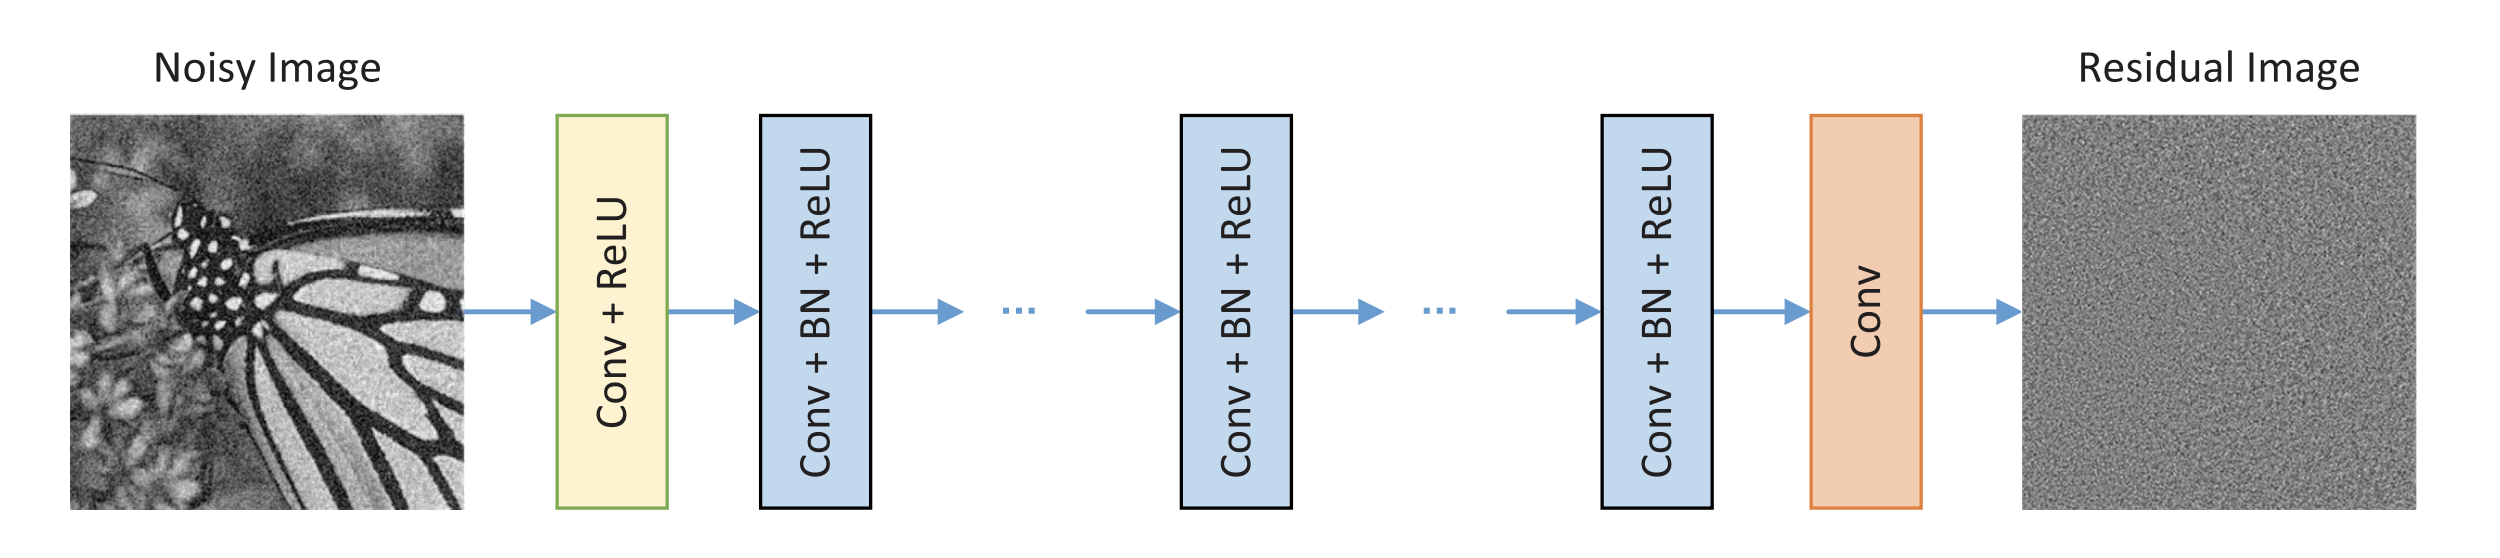 Noisy Image
Residual Image
Conv + ReLU
Conv + BN + ReLU
...
Conv + BN + ReLU
...
Conv + BN + ReLU
Conv